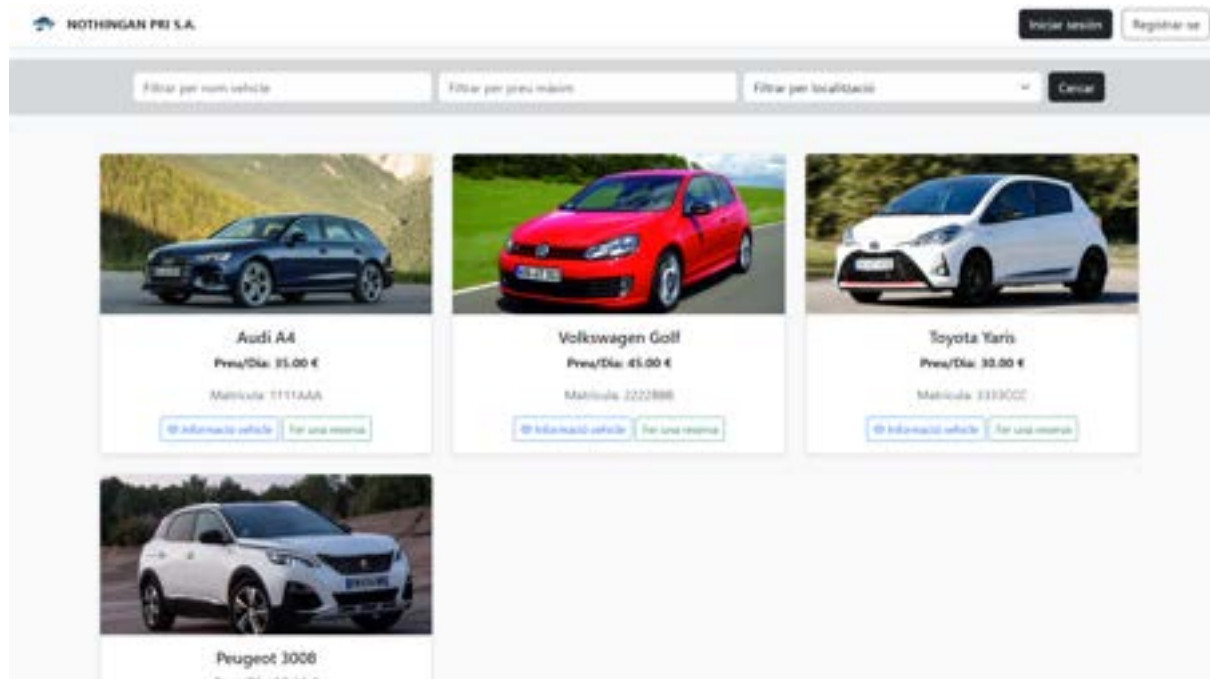 NOTHINGAN PRI S.A.
Iniciar sesión
Registrar-se
Filtrar per nom vehicle
Filtrar per preu màxim
Filtrar per localització
Cercar
Audi A4
Preu/Dia: 35.00 €
Matrícula: 1111AAA
Informació vehicle
Fer una reserva
Volkswagen Golf
Preu/Dia: 45.00 €
Matrícula: 2222BBB
Informació vehicle
Fer una reserva
Toyota Yaris
Preu/Dia: 30.00 €
Matrícula: 3333CCC
Informació vehicle
Fer una reserva
Peugeot 3008